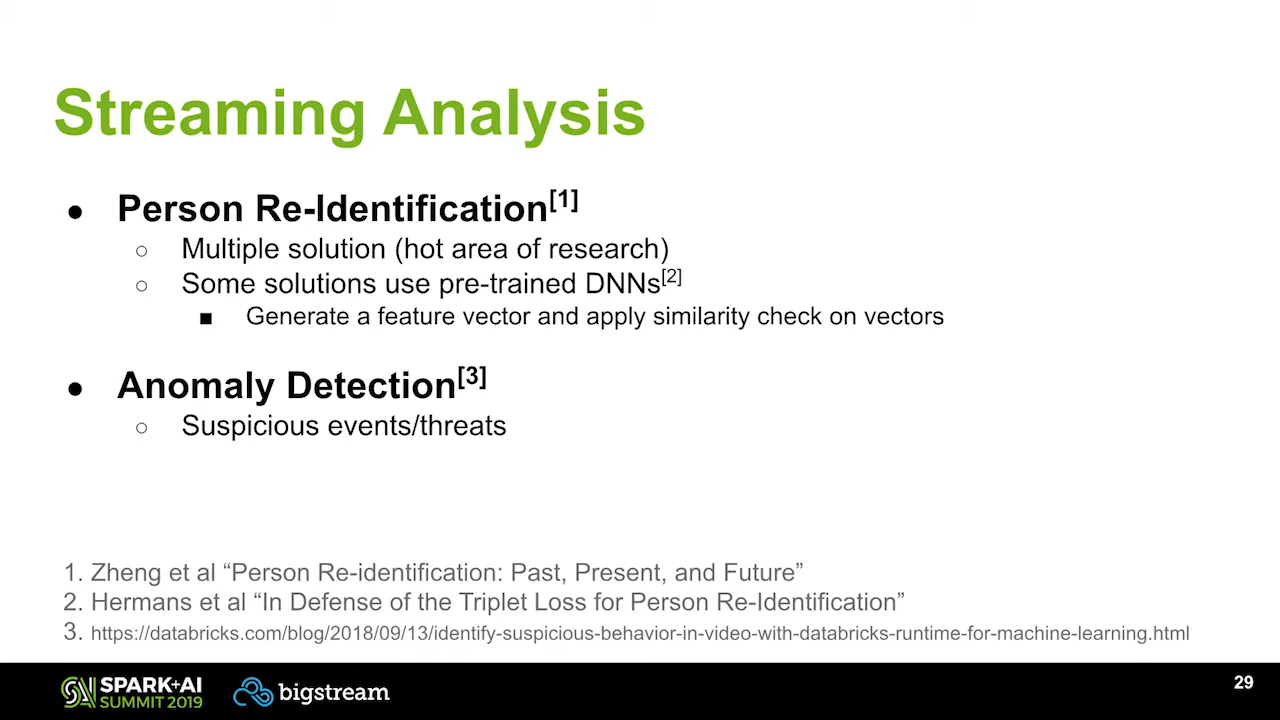 Streaming Analysis
● Person Re-Identification[1]
○ Multiple solution (hot area of research)
○ Some solutions use pre-trained DNNs[2]
■ Generate a feature vector and apply similarity check on vectors
● Anomaly Detection[3]
○ Suspicious events/threats
1. Zheng et al “Person Re-identification: Past, Present, and Future”
2. Hermans et al “In Defense of the Triplet Loss for Person Re-Identification”
3. https://databricks.com/blog/2018/09/13/identify-suspicious-behavior-in-video-with-databricks-runtime-for-machine-learning.html
SPARK+AI
SUMMIT 2019
bigstream
29